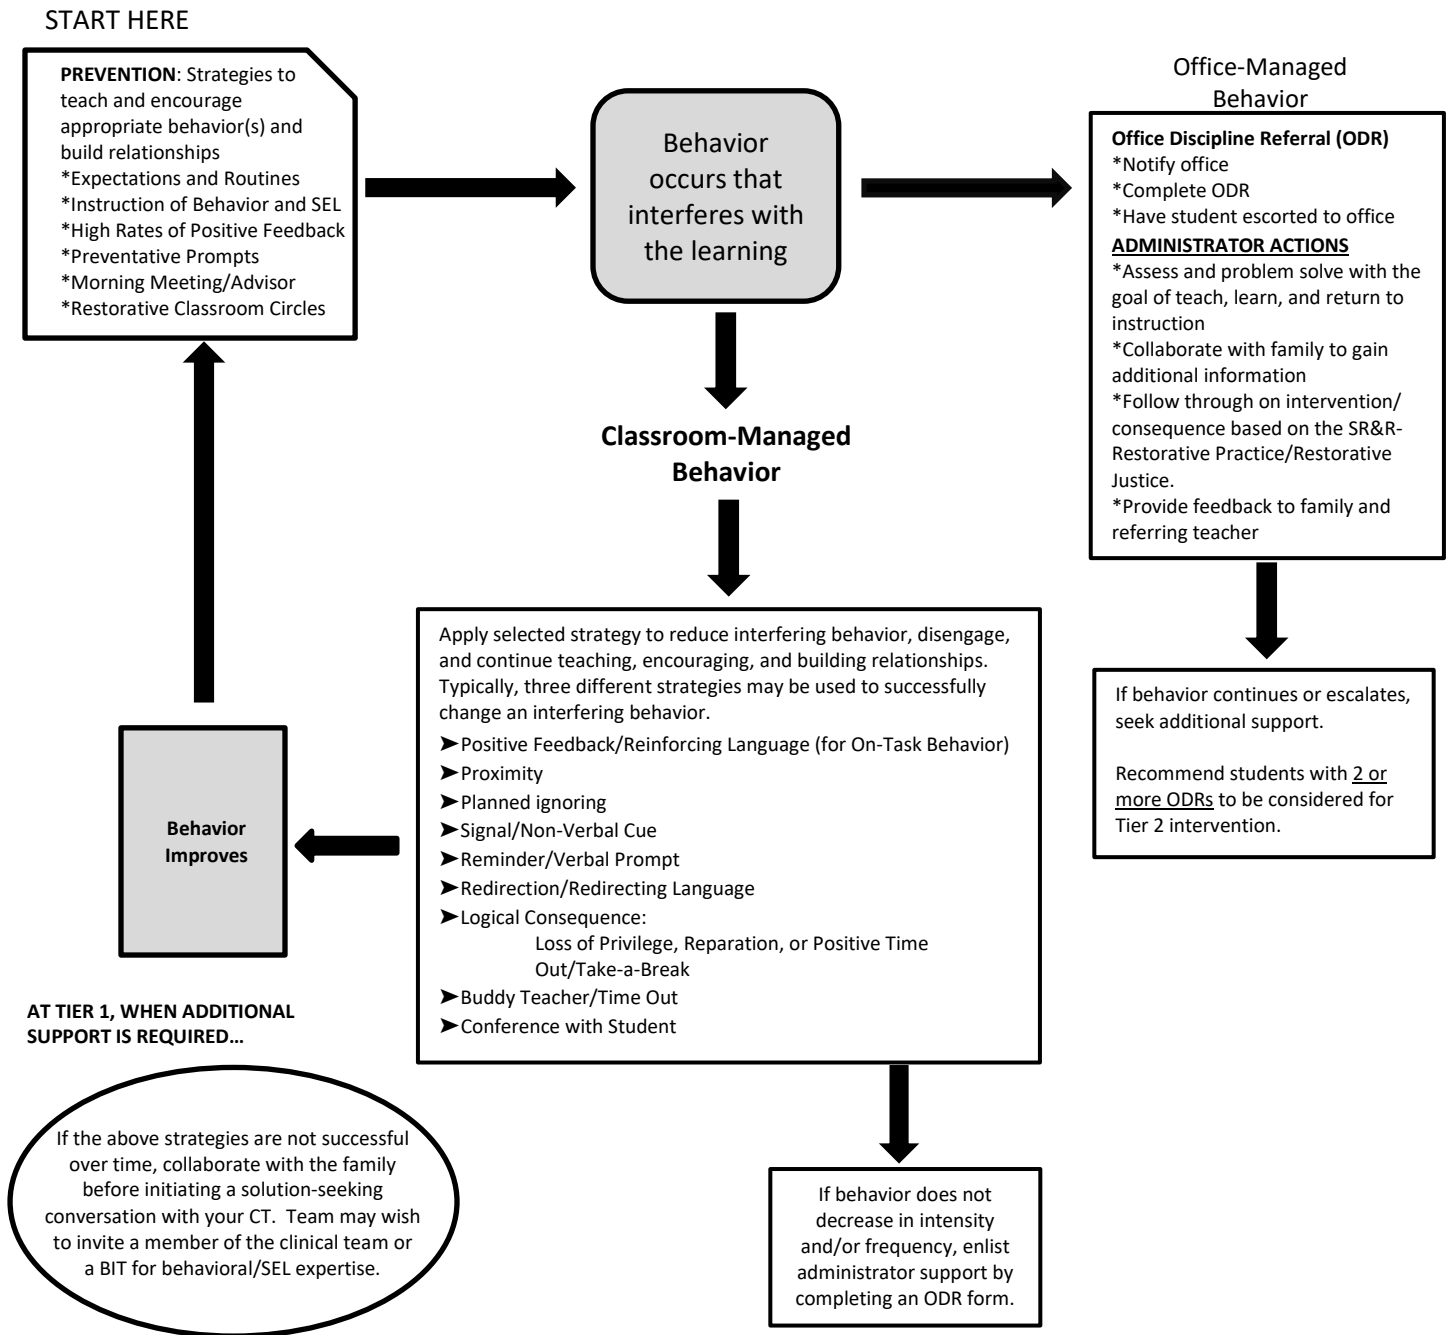 START HERE
PREVENTION: Strategies to
teach and encourage
appropriate behavior(s) and
build relationships
*Expectations and Routines
*Instruction of Behavior and SEL
*High Rates of Positive Feedback
*Preventative Prompts
*Morning Meeting/Advisor
*Restorative Classroom Circles
Behavior
occurs that
interferes with
the learning
Office-Managed
Behavior
Office Discipline Referral (ODR)
*Notify office
*Complete ODR
*Have student escorted to office
ADMINISTRATOR ACTIONS
*Assess and problem solve with the
goal of teach, learn, and return to
instruction
*Collaborate with family to gain
additional information
*Follow through on intervention/
consequence based on the SR&R-
Restorative Practice/Restorative
Justice.
*Provide feedback to family and
referring teacher
Classroom-Managed
Behavior
Apply selected strategy to reduce interfering behavior, disengage,
and continue teaching, encouraging, and building relationships.
Typically, three different strategies may be used to successfully
change an interfering behavior.
➤Positive Feedback/Reinforcing Language (for On-Task Behavior)
➤Proximity
➤Planned ignoring
➤Signal/Non-Verbal Cue
➤Reminder/Verbal Prompt
➤Redirection/Redirecting Language
➤Logical Consequence:
Loss of Privilege, Reparation, or Positive Time
Out/Take-a-Break
➤Buddy Teacher/Time Out
➤Conference with Student
If behavior continues or escalates,
seek additional support.
Recommend students with 2 or
more ODRs to be considered for
Tier 2 intervention.
Behavior
Improves
AT TIER 1, WHEN ADDITIONAL
SUPPORT IS REQUIRED…
If the above strategies are not successful
over time, collaborate with the family
before initiating a solution-seeking
conversation with your CT.  Team may wish
to invite a member of the clinical team or
a BIT for behavioral/SEL expertise.
If behavior does not
decrease in intensity
and/or frequency, enlist
administrator support by
completing an ODR form.